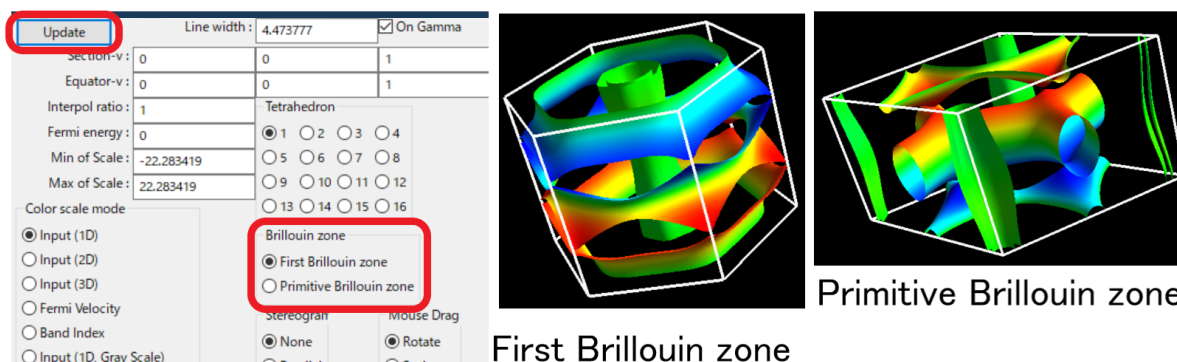 Update
Line width :
4.473777
On Gamma
Section-v :
0
0
1
Equator-v :
0
0
1
Interpol ratio :
1
Fermi energy :
0
Min of Scale :
-22.283419
Max of Scale :
22.283419
Tetrahedron
1 2 3 4
5 6 7 8
9 10 11 12
13 14 15 16
Color scale mode
Input (1D)
Input (2D)
Input (3D)
Fermi Velocity
Band Index
Input (1D, Gray Scale)
Brillouin zone
First Brillouin zone
Primitive Brillouin zone
Mouse Drag
None
Rotate
First Brillouin zone
Primitive Brillouin zone